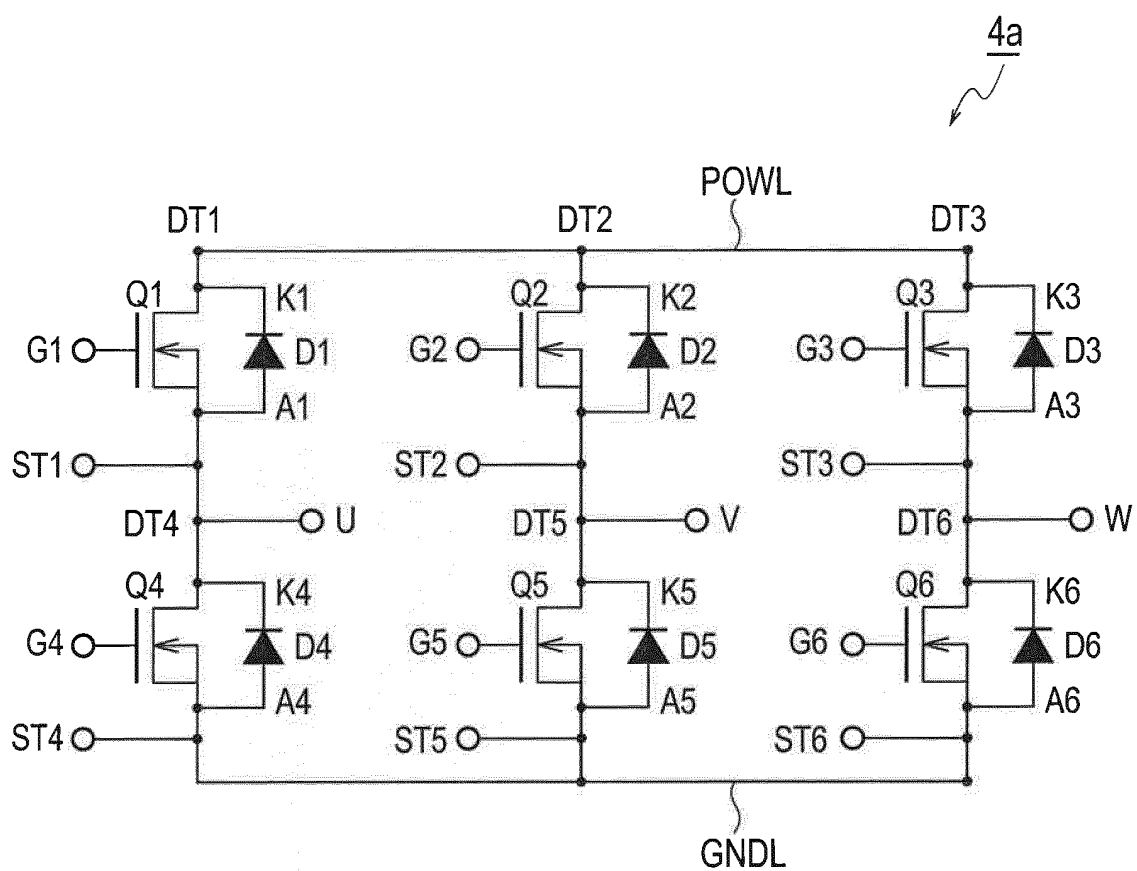 4a
POWL
DT1 DT2 DT3
Q1 K1 Q2 K2 Q3 K3
G1 D1 G2 D2 G3 D3
A1 A2 A3
ST1 ST2 ST3
DT4 U DT5 V DT6 W
Q4 K4 Q5 K5 Q6 K6
G4 D4 G5 D5 G6 D6
A4 A5 A6
ST4 ST5 ST6
GNDL